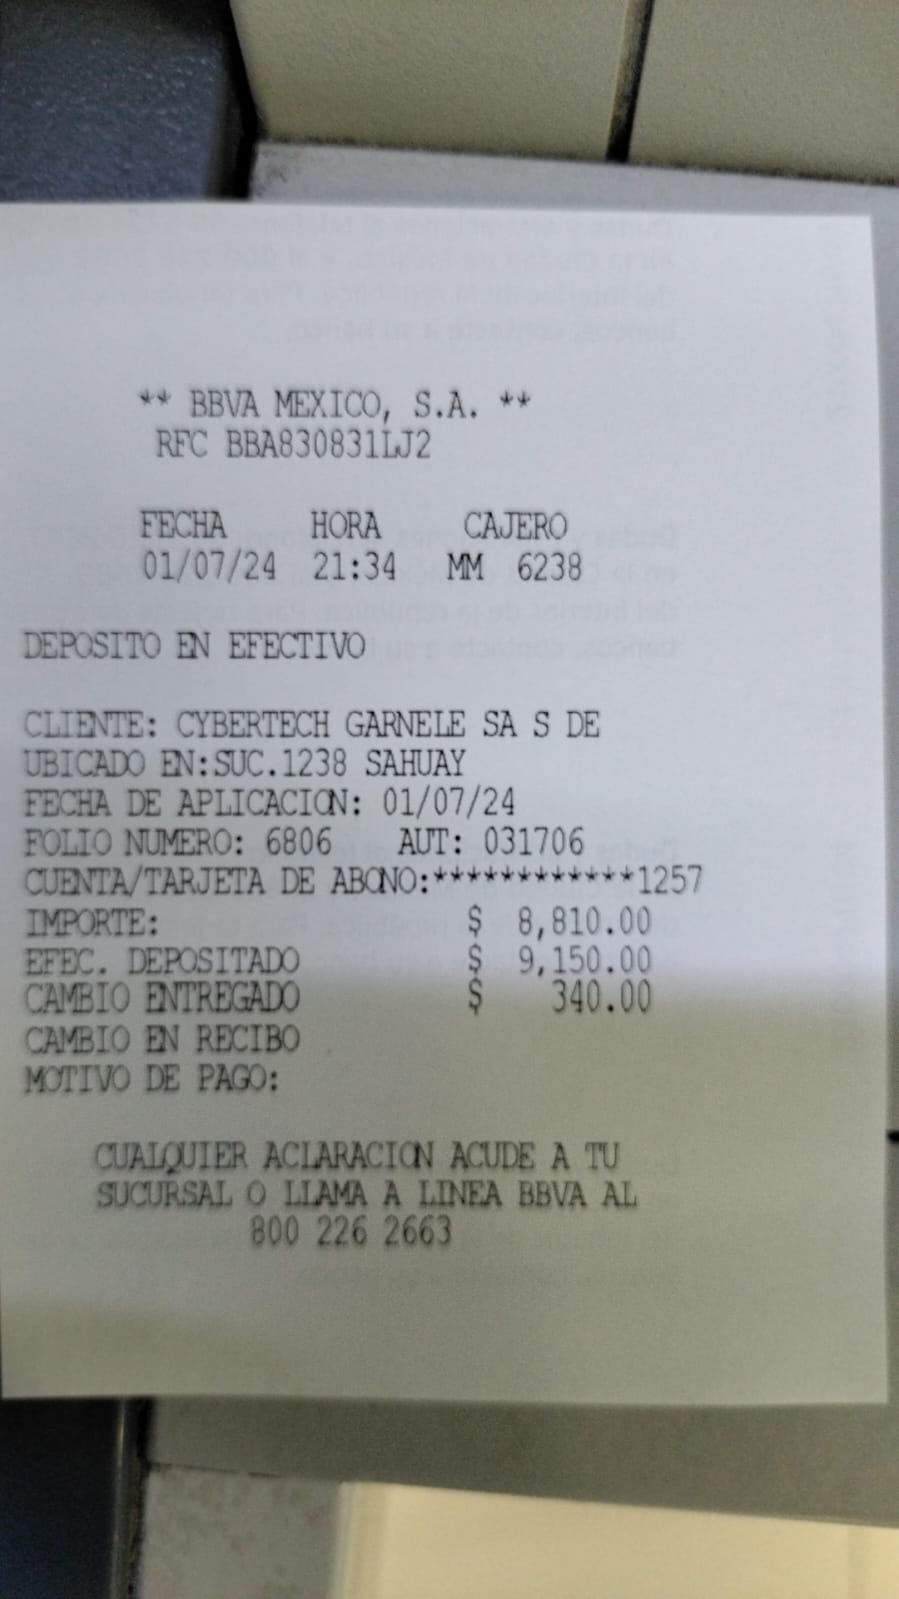 ** BBVA MEXICO, S.A. **
RFC BBA830831LJ2
FECHA HORA CAJERO
01/07/24 21:34 MM 6238
DEPOSITO EN EFECTIVO
CLIENTE: CYBERTECH GARNELE SA S DE
UBICADO EN:SUC.1238 SAHUAY
FECHA DE APLICACION: 01/07/24
FOLIO NUMERO: 6806 AUT: 031706
CUENTA/TARJETA DE ABONO:************1257
IMPORTE: $ 8,810.00
EFEC. DEPOSITADO $ 9,150.00
CAMBIO ENTREGADO $ 340.00
CAMBIO EN RECIBO
MOTIVO DE PAGO:
CUALQUIER ACLARACION ACUDE A TU
SUCURSAL O LLAMA A LINEA BBVA AL
800 226 2663